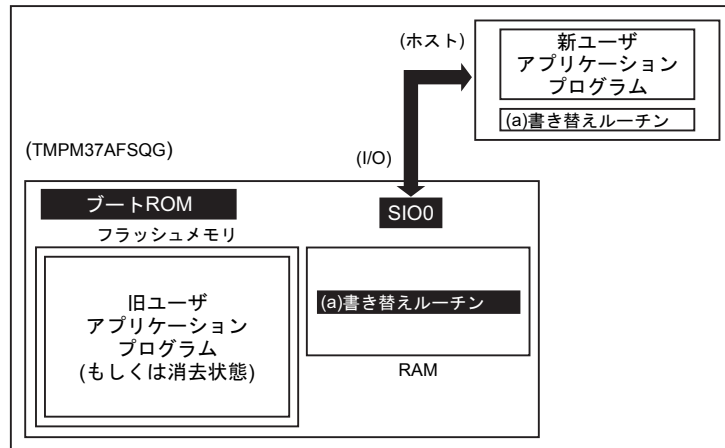 (ホスト)
新ユーザ
アプリケーション
プログラム
(a)書き替えルーチン
(TMPM37AFSQG)
(I/O)
ブートROM
SIO0
フラッシュメモリ
旧ユーザ
アプリケーション
プログラム
(もしくは消去状態)
(a)書き替えルーチン
RAM